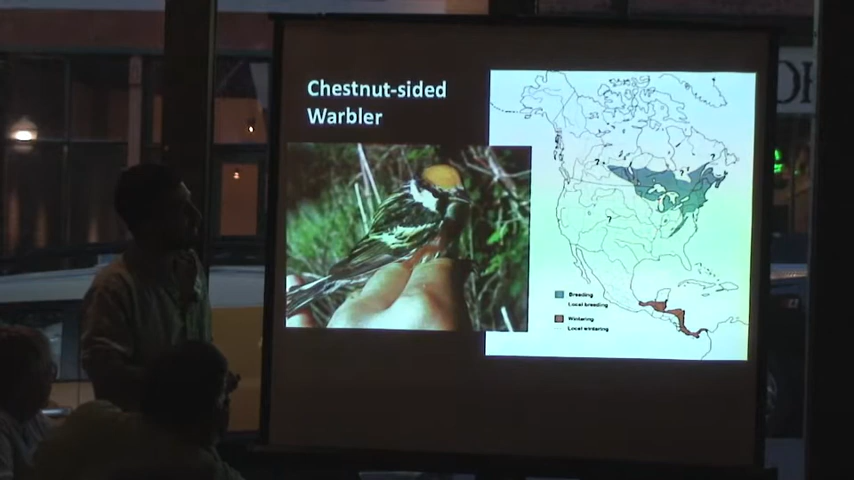 Chestnut-sided
Warbler
?
?
?
?
Breeding
Local breeding
Wintering
Local wintering